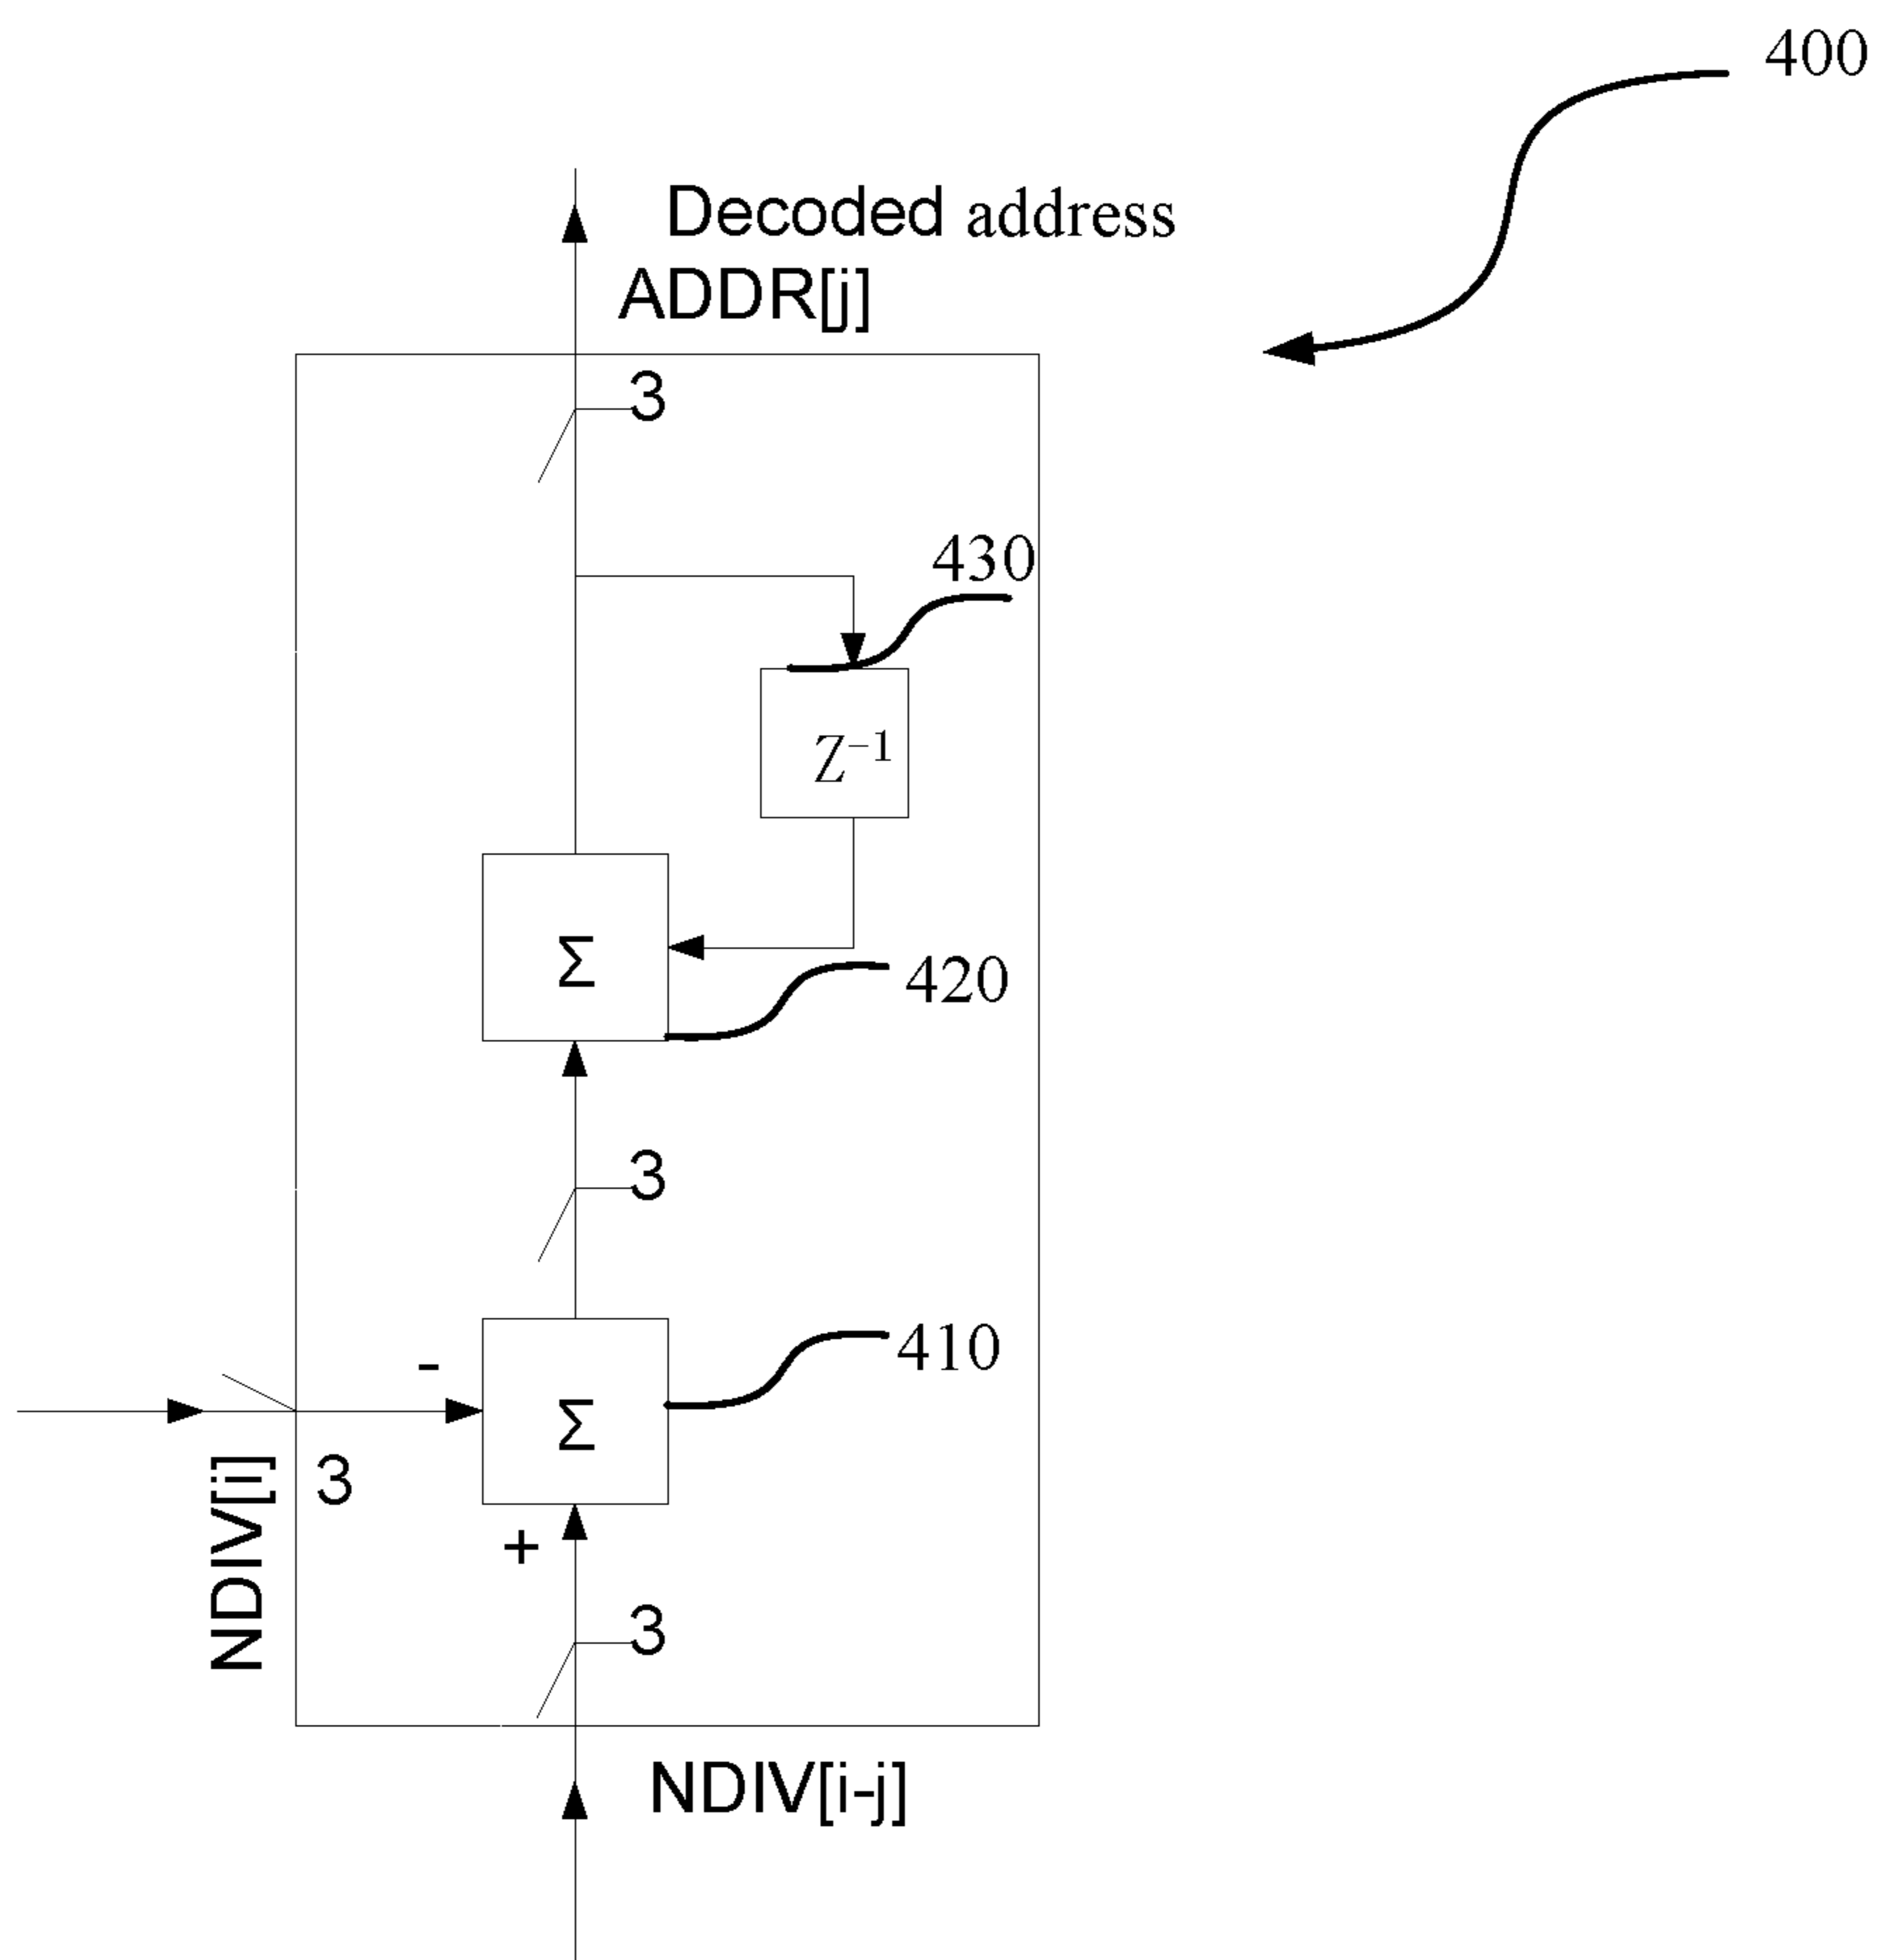 400
Decoded address
ADDR[j]
3
430
Z⁻¹
Σ
420
3
410
-
Σ
NDIV[i]
3
+
3
NDIV[i-j]